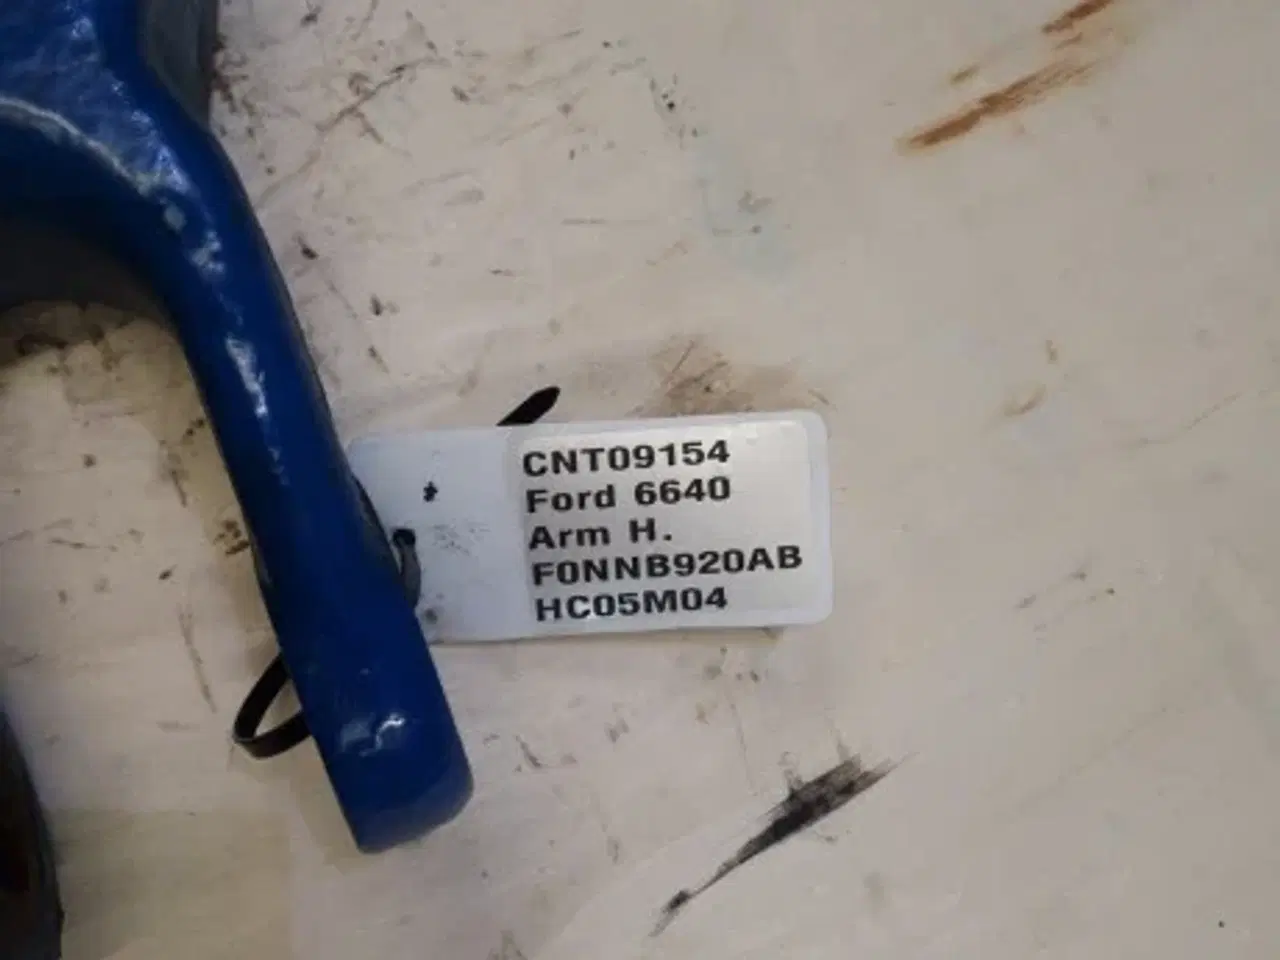 CNT09154
Ford 6640
Arm H.
F0NNB920AB
HC05M04